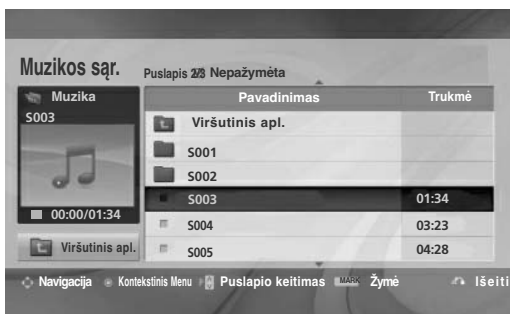 Muzikos sąr. Puslapis 2/3 Nepažymėta
Muzika
S003
00:00/01:34
Viršutinis apl.
Pavadinimas Trukmė
Viršutinis apl.
S001
S002
S003 01:34
S004 03:23
S005 04:28
Navigacija Kontekstinis Menu Puslapio keitimas MARK Žymė Išeiti